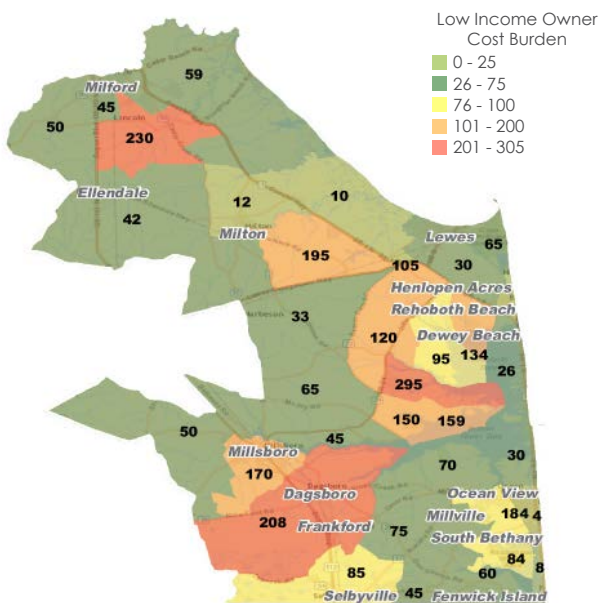 Low Income Owner
Cost Burden
0 - 25
26 - 75
76 - 100
101 - 200
201 - 305
59
Milford
45
50
Lincoln
230
Ellendale
42
12
10
Milton
195
Lewes
65
105
30
Henlopen Acres
Rehoboth Beach
33
120
Dewey Beach
95
134
26
295
65
150
159
50
45
30
Millsboro
170
70
Dagsboro
Ocean View
184
4
208
Frankford
75
Millville
South Bethany
84
8
85
60
Selbyville
45
Fenwick Island